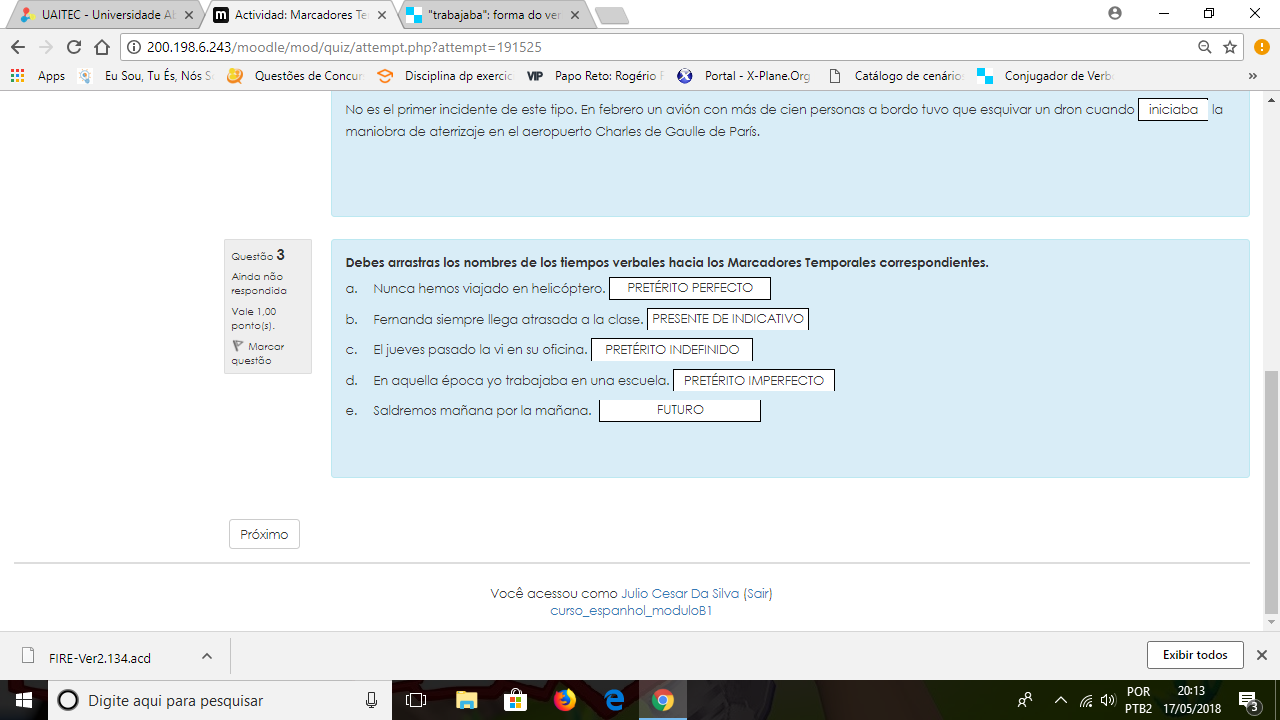 UAITEC - Universidade Ab
Actividad: Marcadores Te
"trabajaba": forma do ver
200.198.6.243/moodle/mod/quiz/attempt.php?attempt=191525
Apps
Eu Sou, Tu És, Nós S
Questões de Concur
Disciplina dp exercic
VIP
Papo Reto: Rogério F
Portal - X-Plane.Org
Catálogo de cenário
Conjugador de Verb
»
No es el primer incidente de este tipo. En febrero un avión con más de cien personas a bordo tuvo que esquivar un dron cuando iniciaba la
maniobra de aterrizaje en el aeropuerto Charles de Gaulle de París.
Questão 3
Ainda não
respondida
Vale 1,00
ponto(s).
Marcar
questão
Debes arrastras los nombres de los tiempos verbales hacia los Marcadores Temporales correspondientes.
a. Nunca hemos viajado en helicóptero. PRETÉRITO PERFECTO
b. Fernanda siempre llega atrasada a la clase. PRESENTE DE INDICATIVO
c. El jueves pasado la vi en su oficina. PRETÉRITO INDEFINIDO
d. En aquella época yo trabajaba en una escuela. PRETÉRITO IMPERFECTO
e. Saldremos mañana por la mañana. FUTURO
Próximo
Você acessou como Julio Cesar Da Silva (Sair)
curso_espanhol_moduloB1
FIRE-Ver2.134.acd
Exibir todos
Digite aqui para pesquisar
POR
PTB2
20:13
17/05/2018
3